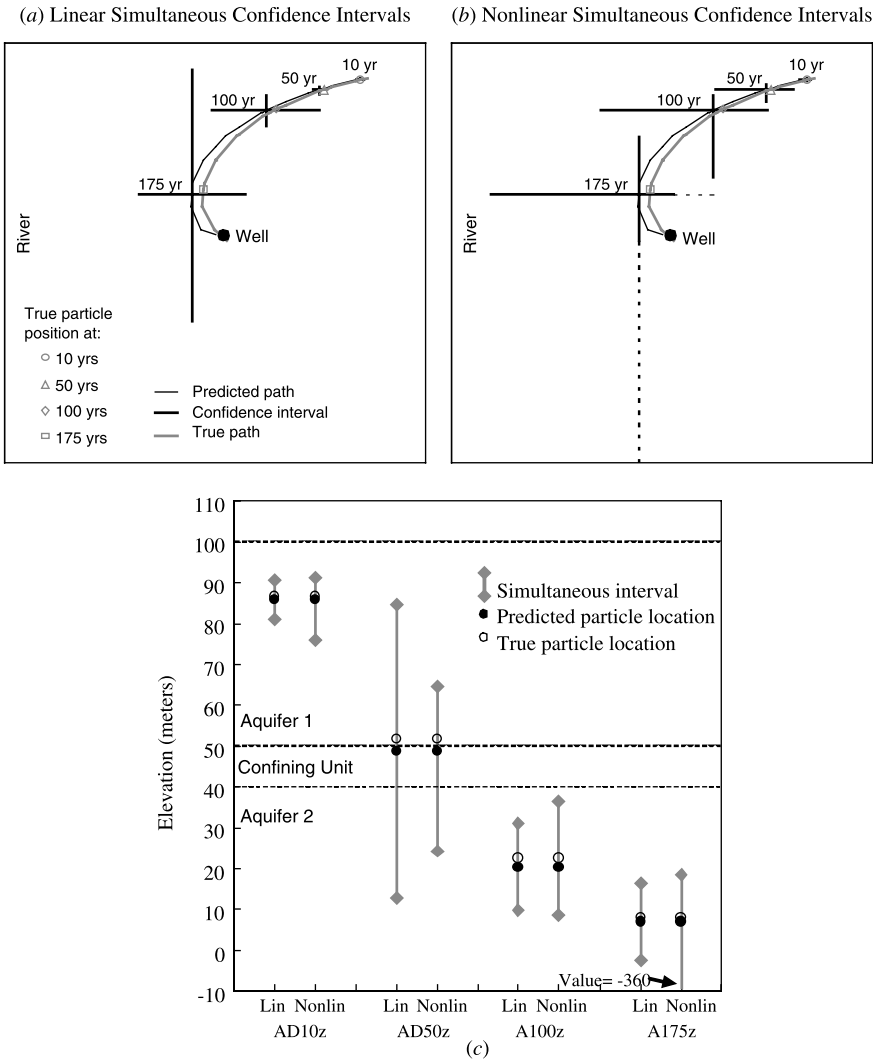 (a) Linear Simultaneous Confidence Intervals
10 yr
50 yr
100 yr
175 yr
River
Well
True particle
position at:
10 yrs
50 yrs
100 yrs
175 yrs
Predicted path
Confidence interval
True path
(b) Nonlinear Simultaneous Confidence Intervals
10 yr
50 yr
100 yr
175 yr
River
Well
Elevation (meters)
110
100
90
80
70
60
50
40
30
20
10
0
-10
Simultaneous interval
Predicted particle location
True particle location
Aquifer 1
Confining Unit
Aquifer 2
Value= -360
Lin Nonlin Lin Nonlin Lin Nonlin Lin Nonlin
AD10z AD50z A100z A175z
(c)